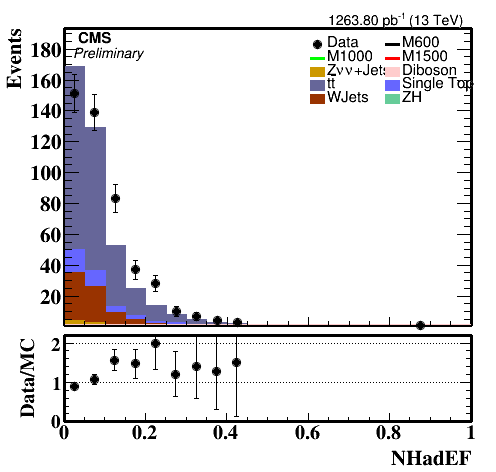 1263.80 pb⁻¹ (13 TeV)
CMS
Preliminary
Data
M600
M1000
M1500
Zνν+Jets
Diboson
tt
Single Top
WJets
ZH
Events
180
160
140
120
100
80
60
40
20
Data/MC
2
1
0
0 0.2 0.4 0.6 0.8 1
NHadEF